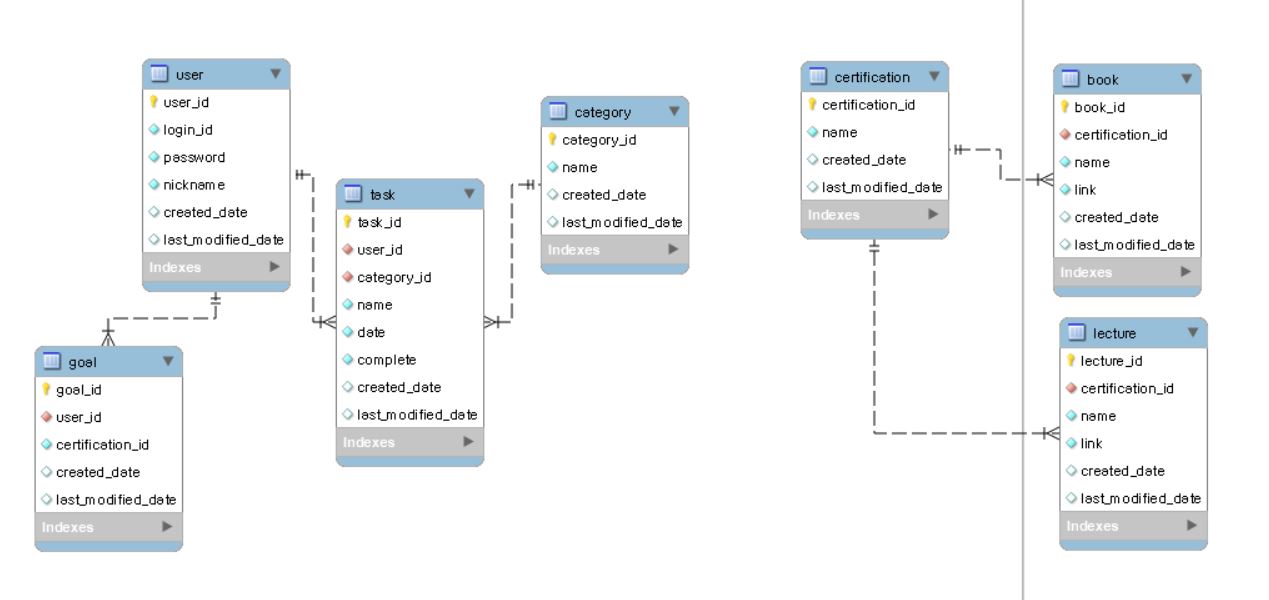 user
user_id
login_id
password
nickname
created_date
last_modified_date
Indexes
goal
goal_id
user_id
certification_id
created_date
last_modified_date
Indexes
task
task_id
user_id
category_id
name
date
complete
created_date
last_modified_date
Indexes
category
category_id
name
created_date
last_modified_date
Indexes
certification
certification_id
name
created_date
last_modified_date
Indexes
book
book_id
certification_id
name
link
created_date
last_modified_date
Indexes
lecture
lecture_id
certification_id
name
link
created_date
last_modified_date
Indexes